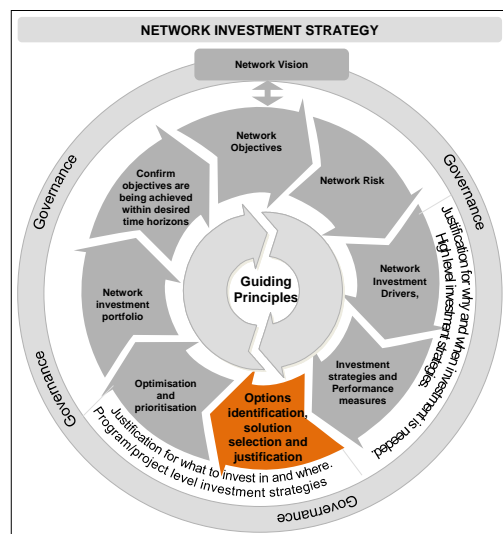 NETWORK INVESTMENT STRATEGY
Network Vision
Network
Objectives
Network Risk
Network
Investment
Drivers,
Investment
strategies and
Performance
measures
Options
identification,
solution
selection and
justification
Optimisation
and
prioritisation
Network
investment
portfolio
Confirm
objectives are
being achieved
within desired
time horizons
Guiding
Principles
Governance
Governance
Governance
Governance
Justification for why and when investment is needed.
High level investment strategies.
Justification for what to invest in and where.
Program/project level investment strategies